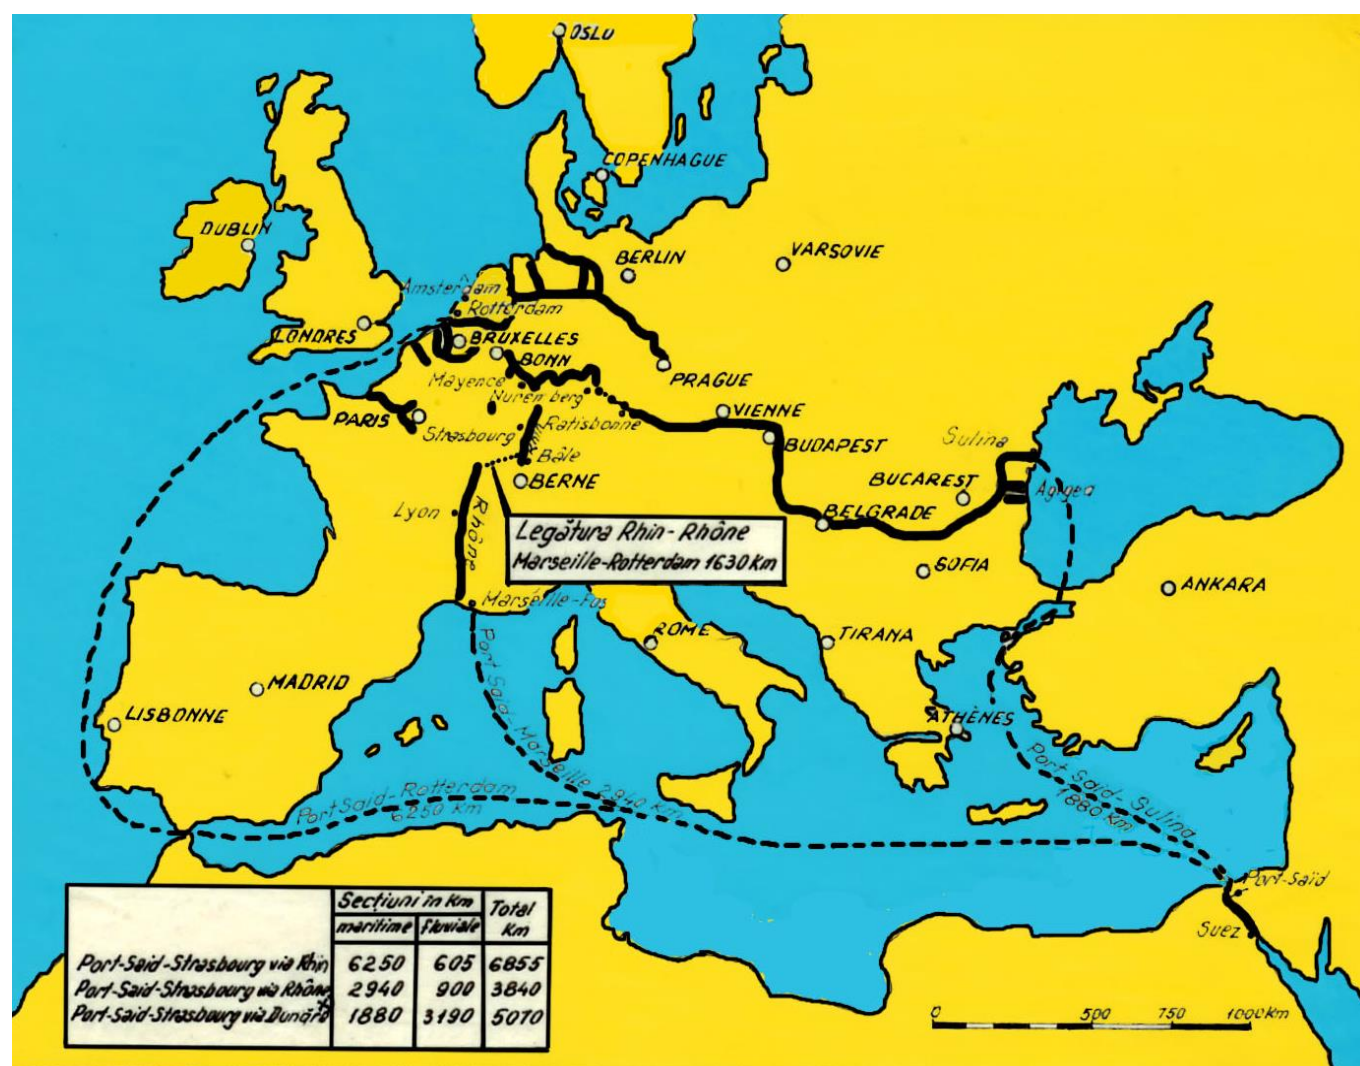 OSLO
COPENHAGUE
DUBLIN
BERLIN
VARSOVIE
Amsterdam
Rotterdam
LONDRES
BRUXELLES
BONN
Mayence
PRAGUE
Nuremberg
PARIS
VIENNE
Strasbourg
Ratisbonne
BUDAPEST
Sulina
Bâle
BERNE
BUCAREST
Agigea
Lyon
Rhône
BELGRADE
Legătura Rhin-Rhône
Marseille-Rotterdam 1630 Km
SOFIA
ANKARA
Marséille-Fos
ROME
TIRANA
MADRID
LISBONNE
ATHÈNES
Port Said-Marseille 2940 Km
Port Said-Rotterdam
6250 Km
Port Said-Sulina
1880 Km
Port-Saïd
Suez
Secțiuni în Km Total
maritime fluviale Km
Port-Said-Strasbourg via Rhin 6250 605 6855
Port-Said-Strasbourg via Rhône 2940 900 3840
Port-Said-Strasbourg via Dunără 1880 3190 5070
0 500 750 1000 Km